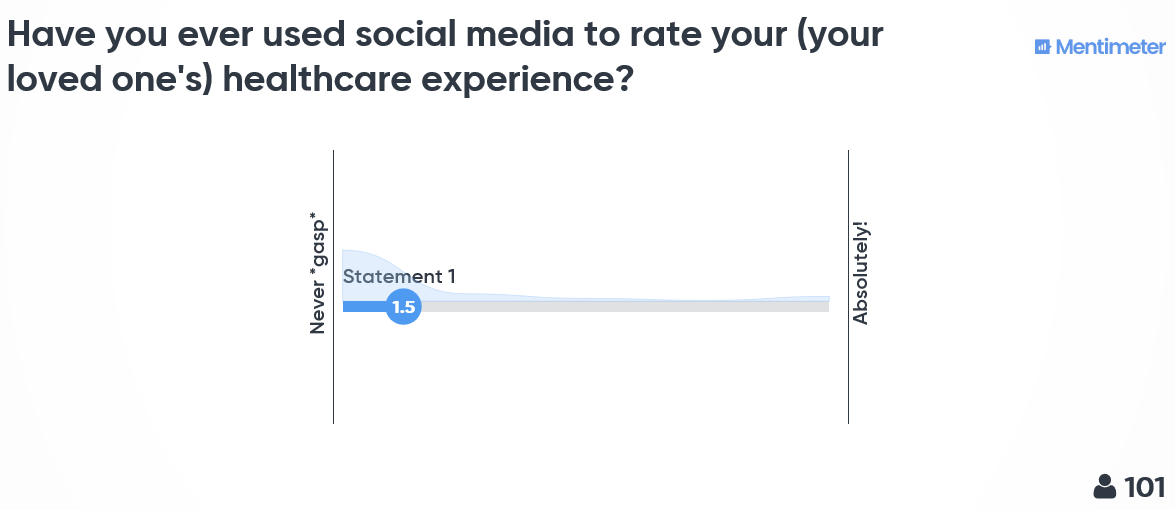 Have you ever used social media to rate your (your
loved one's) healthcare experience?
Mentimeter
Never *gasp*
Statement 1
1.5
Absolutely!
101